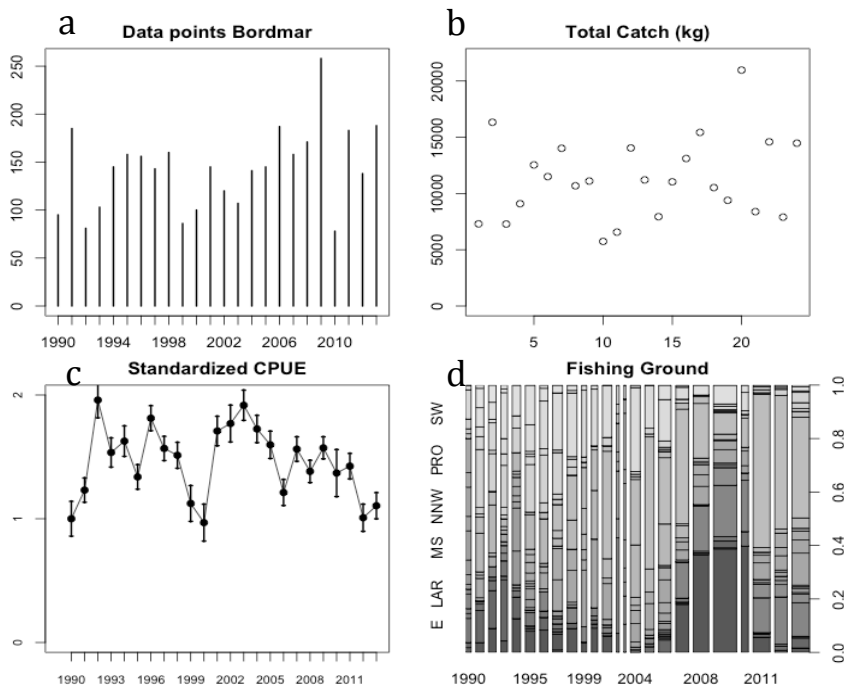 a
Data points Bordmar
250
200
150
100
50
0
1990 1994 1998 2002 2006 2010
b
Total Catch (kg)
20000
15000
10000
5000
0
5 10 15 20
c
Standardized CPUE
2
1
0
1990 1993 1996 1999 2002 2005 2008 2011
d
Fishing Ground
SW
PRO
NNW
MS
LAR
E
1.0
0.8
0.6
0.4
0.2
0.0
1990 1995 1999 2004 2008 2011